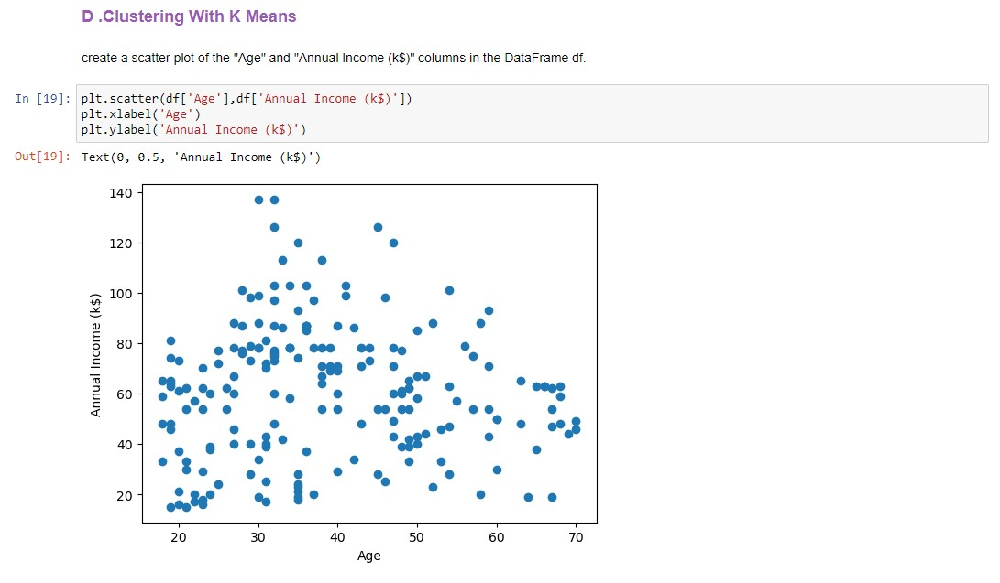 D .Clustering With K Means
create a scatter plot of the "Age" and "Annual Income (k$)" columns in the DataFrame df.
In [19]: plt.scatter(df['Age'],df['Annual Income (k$)'])
plt.xlabel('Age')
plt.ylabel('Annual Income (k$)')
Out[19]: Text(0, 0.5, 'Annual Income (k$)')
140
120
100
80
60
40
20
Annual Income (k$)
20 30 40 50 60 70
Age